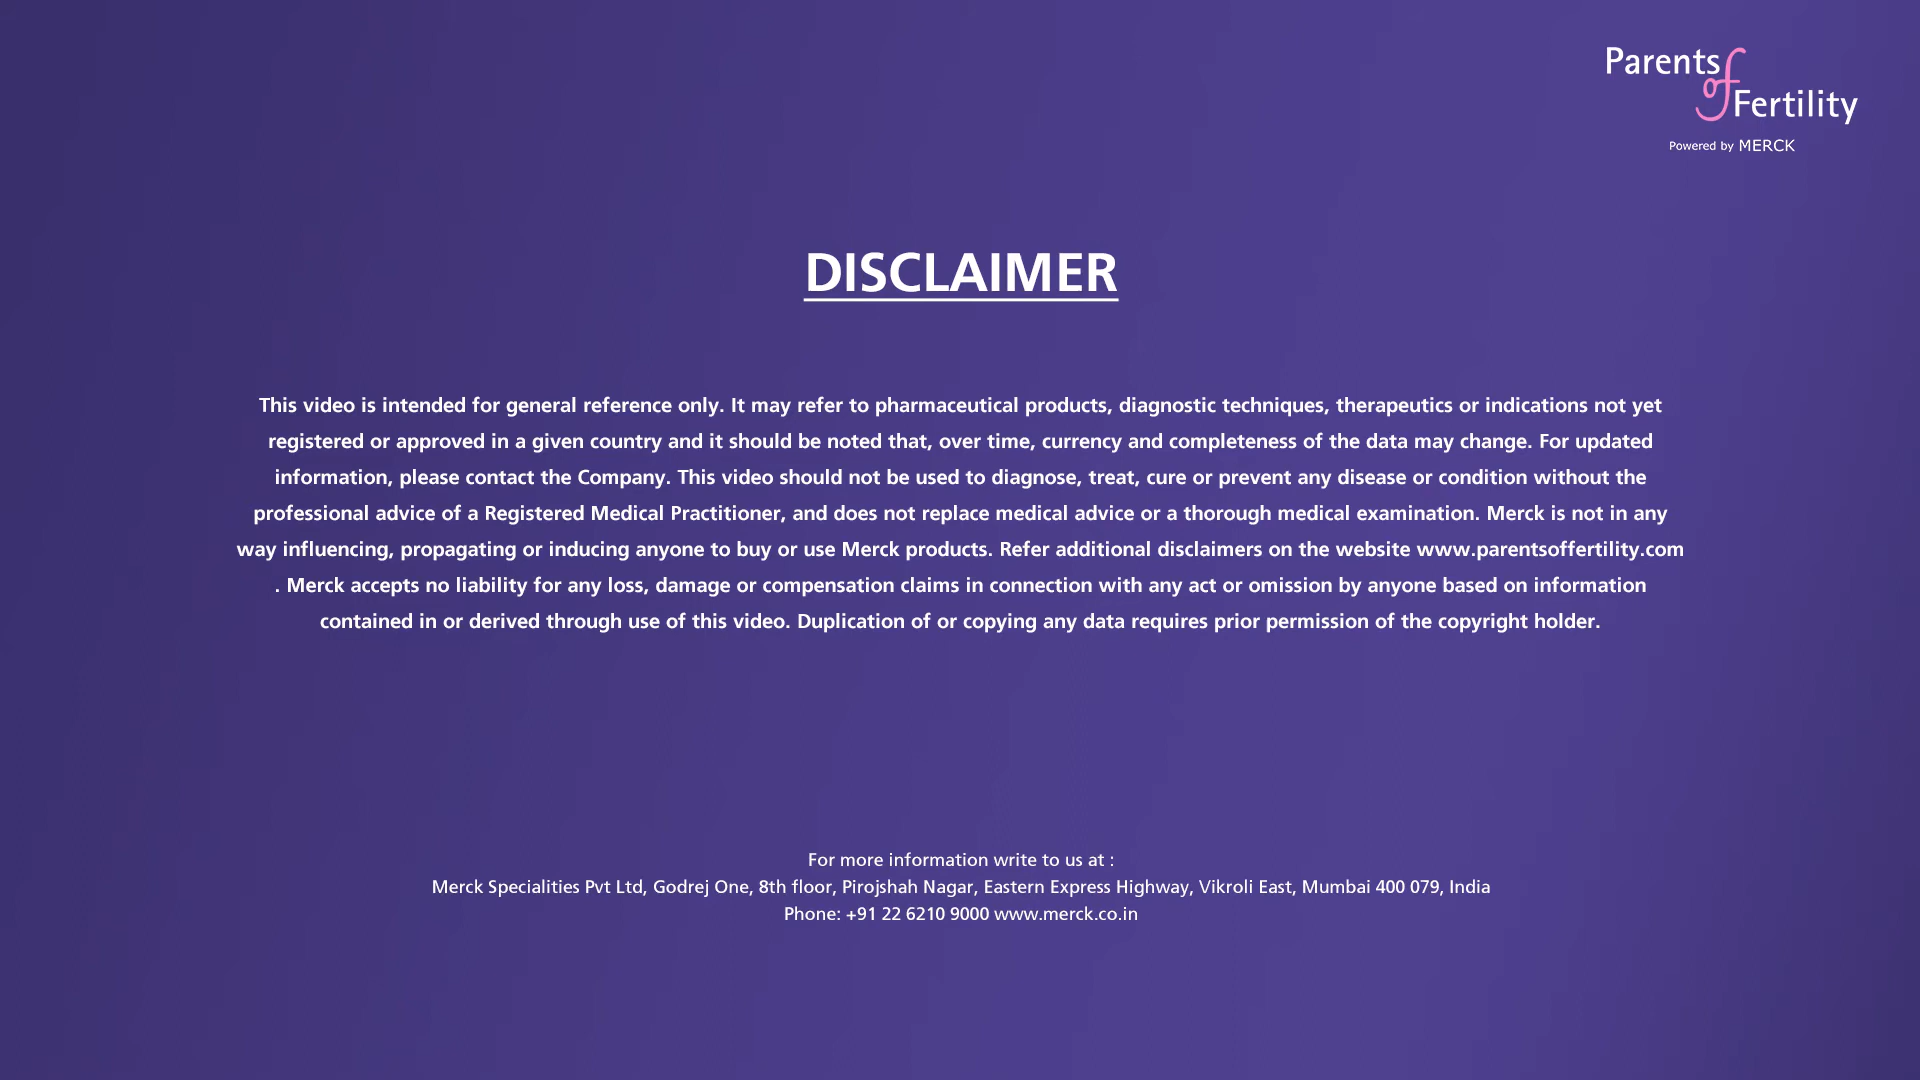 Parents
of
Fertility
Powered by MERCK
DISCLAIMER
This video is intended for general reference only. It may refer to pharmaceutical products, diagnostic techniques, therapeutics or indications not yet
registered or approved in a given country and it should be noted that, over time, currency and completeness of the data may change. For updated
information, please contact the Company. This video should not be used to diagnose, treat, cure or prevent any disease or condition without the
professional advice of a Registered Medical Practitioner, and does not replace medical advice or a thorough medical examination. Merck is not in any
way influencing, propagating or inducing anyone to buy or use Merck products. Refer additional disclaimers on the website www.parentsoffertility.com
. Merck accepts no liability for any loss, damage or compensation claims in connection with any act or omission by anyone based on information
contained in or derived through use of this video. Duplication of or copying any data requires prior permission of the copyright holder.
For more information write to us at :
Merck Specialities Pvt Ltd, Godrej One, 8th floor, Pirojshah Nagar, Eastern Express Highway, Vikroli East, Mumbai 400 079, India
Phone: +91 22 6210 9000 www.merck.co.in